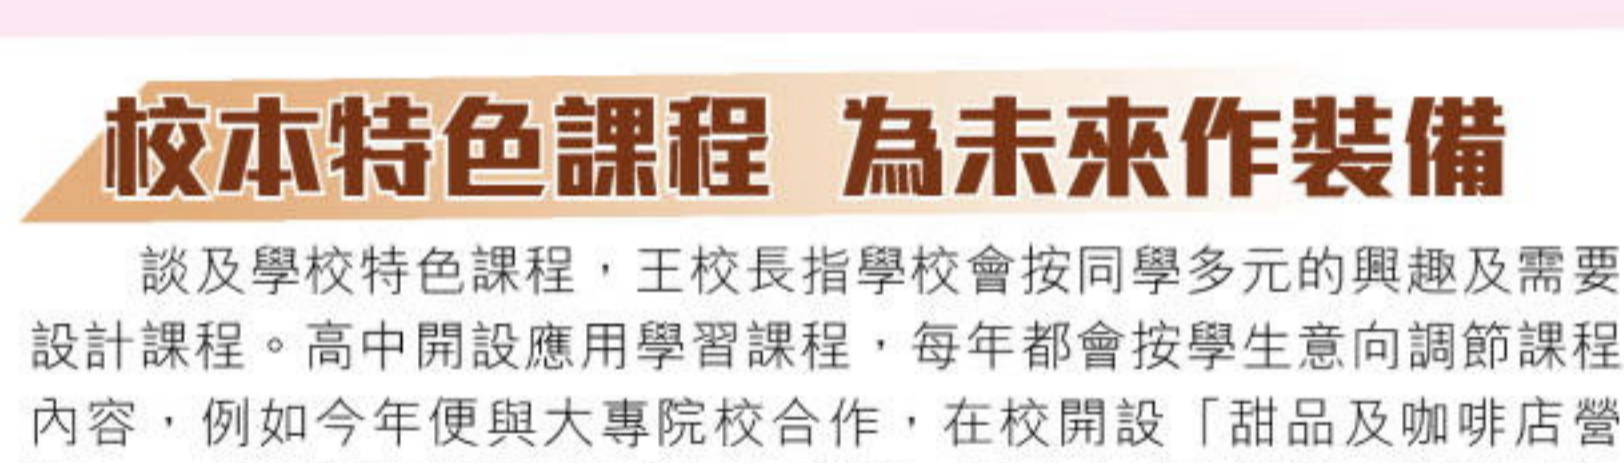 校本特色課程 為未來作裝備
談及學校特色課程，王校長指學校會按同學多元的興趣及需要
設計課程。高中開設應用學習課程，每年都會按學生意向調節課程
內容，例如今年便與大專院校合作，在校開設「甜品及咖啡店營